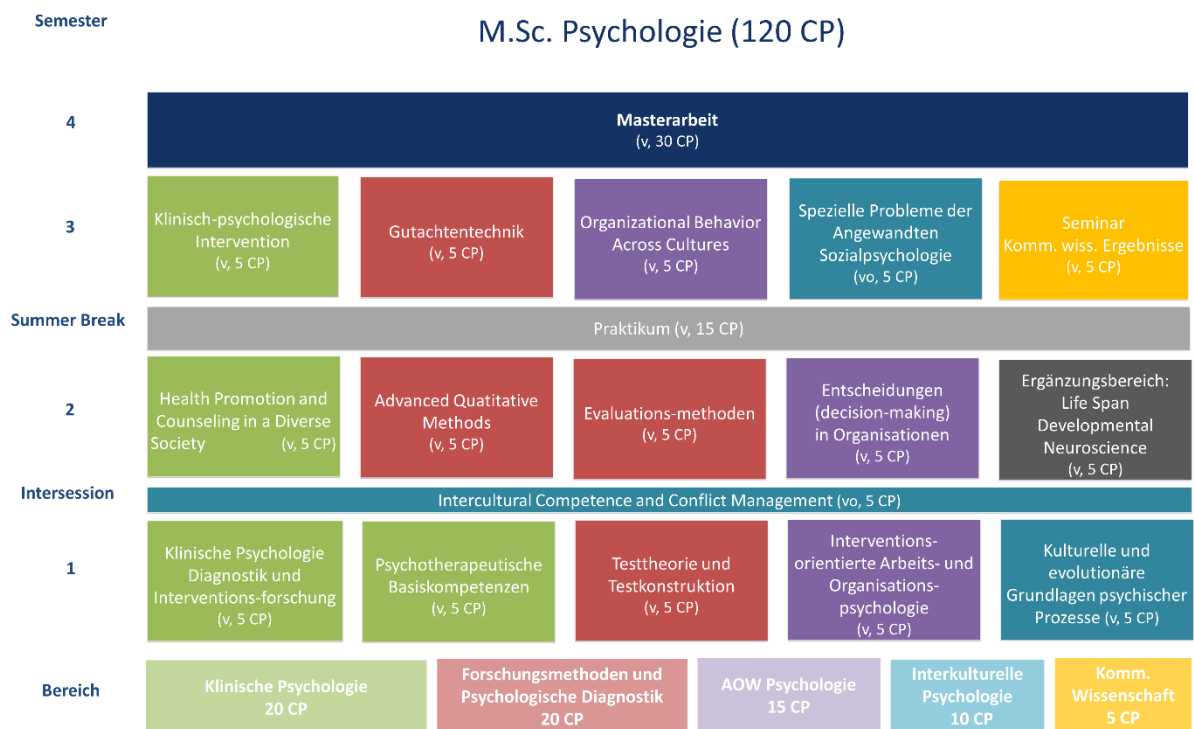 Semester
M.Sc. Psychologie (120 CP)
4
Masterarbeit
(v, 30 CP)
3
Klinisch-psychologische
Intervention
(v, 5 CP)
Gutachtentechnik
(v, 5 CP)
Organizational Behavior
Across Cultures
(v, 5 CP)
Spezielle Probleme der
Angewandten
Sozialpsychologie
(vo, 5 CP)
Seminar
Komm. wiss. Ergebnisse
(v, 5 CP)
Summer Break
Praktikum (v, 15 CP)
2
Health Promotion and
Counseling in a Diverse
Society (v, 5 CP)
Advanced Quatitative
Methods
(v, 5 CP)
Evaluations-methoden
(v, 5 CP)
Entscheidungen
(decision-making)
in Organisationen
(v, 5 CP)
Ergänzungsbereich:
Life Span
Developmental
Neuroscience
(v, 5 CP)
Intersession
Intercultural Competence and Conflict Management (vo, 5 CP)
1
Klinische Psychologie
Diagnostik und
Interventions-forschung
(v, 5 CP)
Psychotherapeutische
Basiskompetenzen
(v, 5 CP)
Testtheorie und
Testkonstruktion
(v, 5 CP)
Interventions-
orientierte Arbeits- und
Organisations-
psychologie
(v, 5 CP)
Kulturelle und
evolutionäre
Grundlagen psychischer
Prozesse (v, 5 CP)
Bereich
Klinische Psychologie
20 CP
Forschungsmethoden und
Psychologische Diagnostik
20 CP
AOW Psychologie
15 CP
Interkulturelle
Psychologie
10 CP
Komm.
Wissenschaft
5 CP